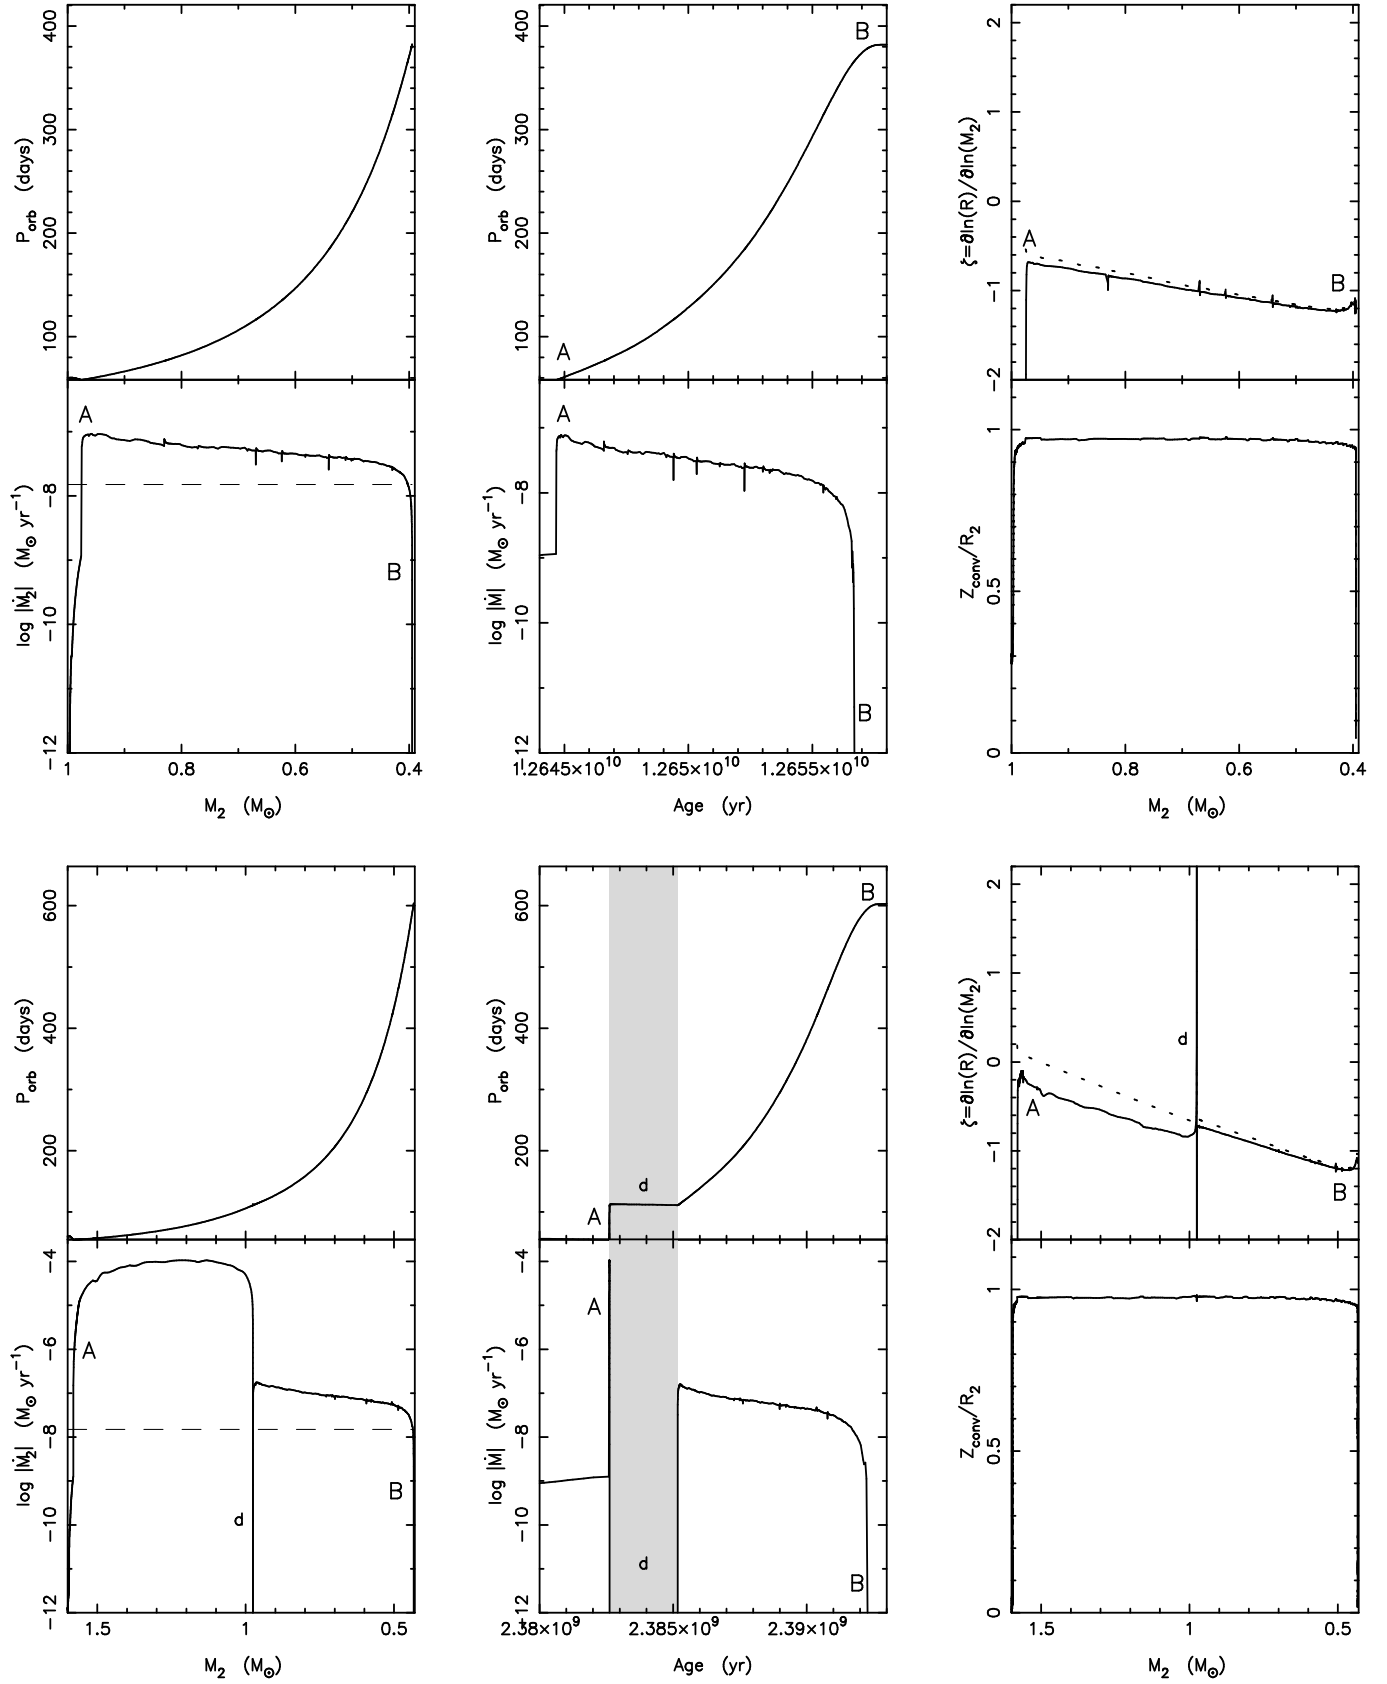 400
300
200
100
P_orb (days)
A
B
-8
-10
-12
log |Ṁ_2| (M_⊙ yr^-1)
1
0.8
0.6
0.4
M_2 (M_⊙)
400
300
200
100
P_orb (days)
B
A
A
-8
-10
-12
log |Ṁ| (M_⊙ yr^-1)
B
1.2645×10^10
1.265×10^10
1.2655×10^10
Age (yr)
2
1
0
-1
-2
ζ=∂ln(R)/∂ln(M_2)
A
B
1
0.5
0
Z_conv/R_2
1
0.8
0.6
0.4
M_2 (M_⊙)
600
400
200
P_orb (days)
-4
-6
-8
-10
-12
log |Ṁ_2| (M_⊙ yr^-1)
A
B
d
1.5
1
0.5
M_2 (M_⊙)
600
400
200
P_orb (days)
B
d
A
-4
-6
-8
-10
-12
log |Ṁ| (M_⊙ yr^-1)
A
d
B
2.38×10^9
2.385×10^9
2.39×10^9
Age (yr)
2
1
0
-1
-2
ζ=∂ln(R)/∂ln(M_2)
d
A
B
1
0.5
0
Z_conv/R_2
1.5
1
0.5
M_2 (M_⊙)